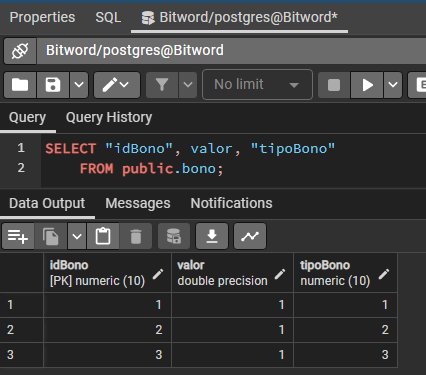 Properties SQL Bitword/postgres@Bitword*
Bitword/postgres@Bitword
No limit E
Query Query History
1 SELECT "idBono", valor, "tipoBono"
2 FROM public.bono;
Data Output Messages Notifications
idBono valor tipoBono
[PK] numeric (10) double precision numeric (10)
1 1 1 1
2 2 1 2
3 3 1 3